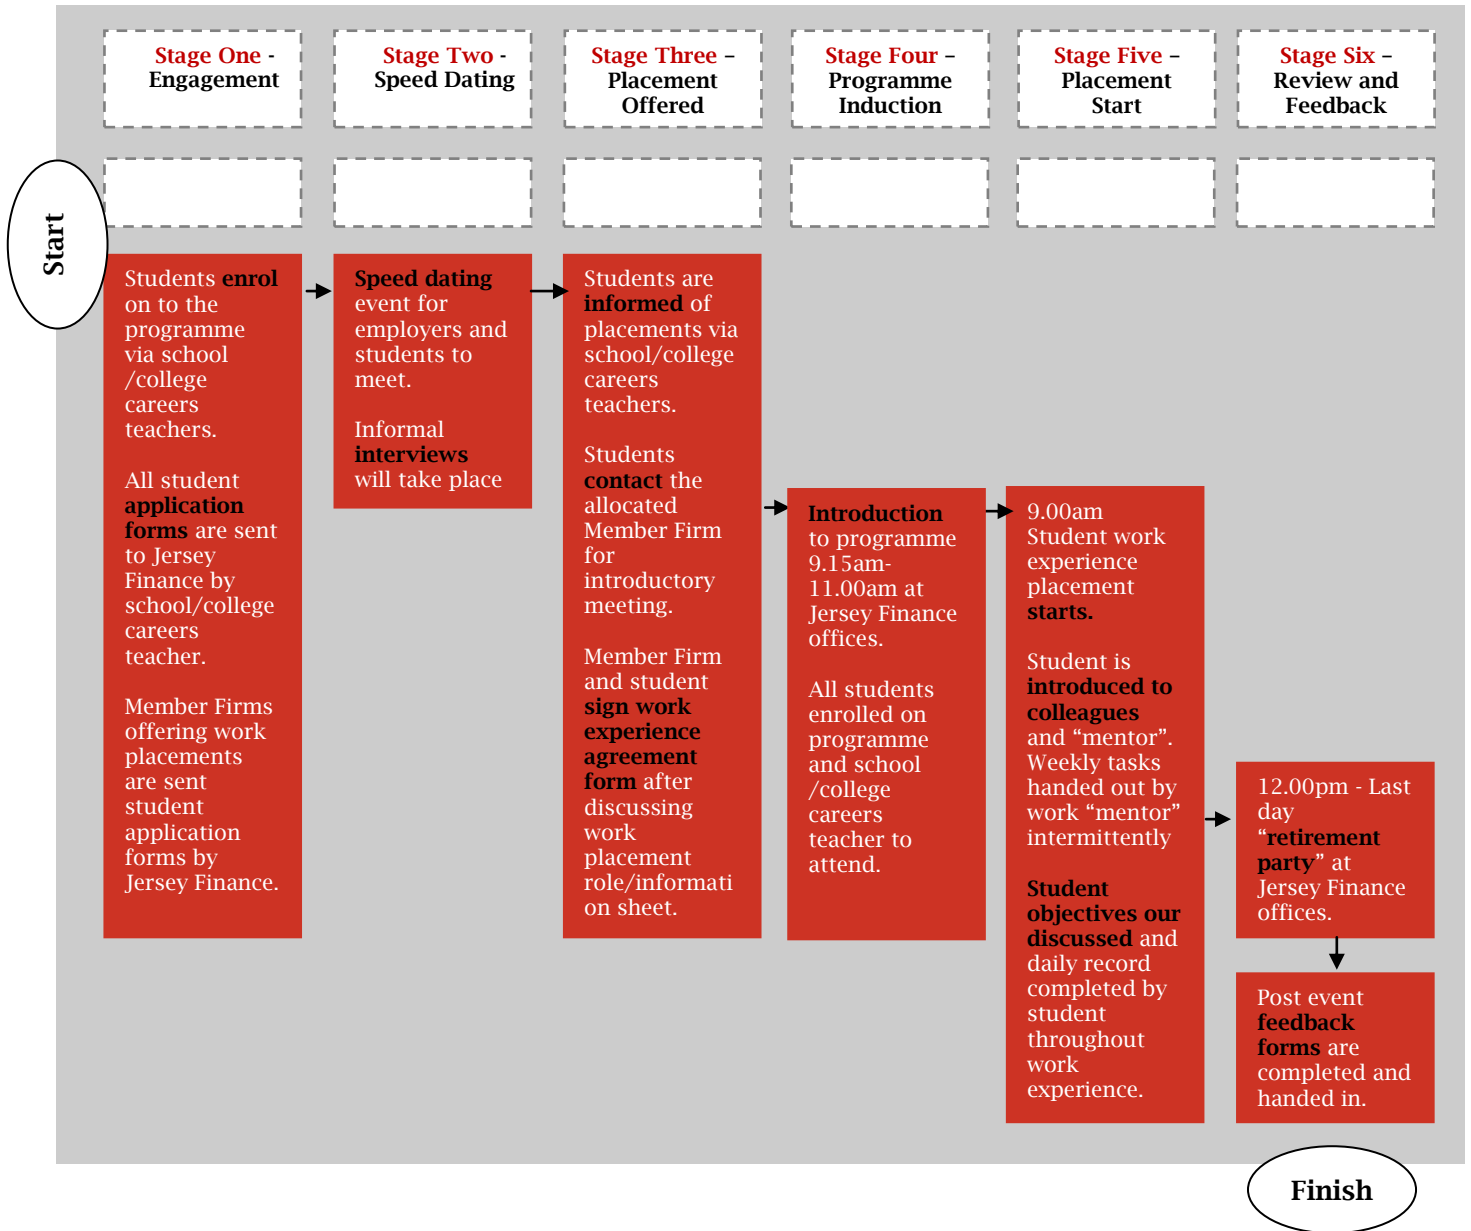 Stage One -
Engagement
Stage Two -
Speed Dating
Stage Three –
Placement
Offered
Stage Four –
Programme
Induction
Stage Five –
Placement
Start
Stage Six –
Review and
Feedback
Start
Students enrol
on to the
programme
via school
/college
careers
teachers.
All student
application
forms are sent
to Jersey
Finance by
school/college
careers
teacher.
Member Firms
offering work
placements
are sent
student
application
forms by
Jersey Finance.
Speed dating
event for
employers and
students to
meet.
Informal
interviews
will take place
Students are
informed of
placements via
school/college
careers
teachers.
Students
contact the
allocated
Member Firm
for
introductory
meeting.
Member Firm
and student
sign work
experience
agreement
form after
discussing
work
placement
role/informati
on sheet.
Introduction
to programme
9.15am-
11.00am at
Jersey Finance
offices.
All students
enrolled on
programme
and school
/college
careers
teacher to
attend.
9.00am
Student work
experience
placement
starts.
Student is
introduced to
colleagues
and “mentor”.
Weekly tasks
handed out by
work “mentor”
intermittently
Student
objectives our
discussed and
daily record
completed by
student
throughout
work
experience.
12.00pm - Last
day
“retirement
party” at
Jersey Finance
offices.
Post event
feedback
forms are
completed and
handed in.
Finish